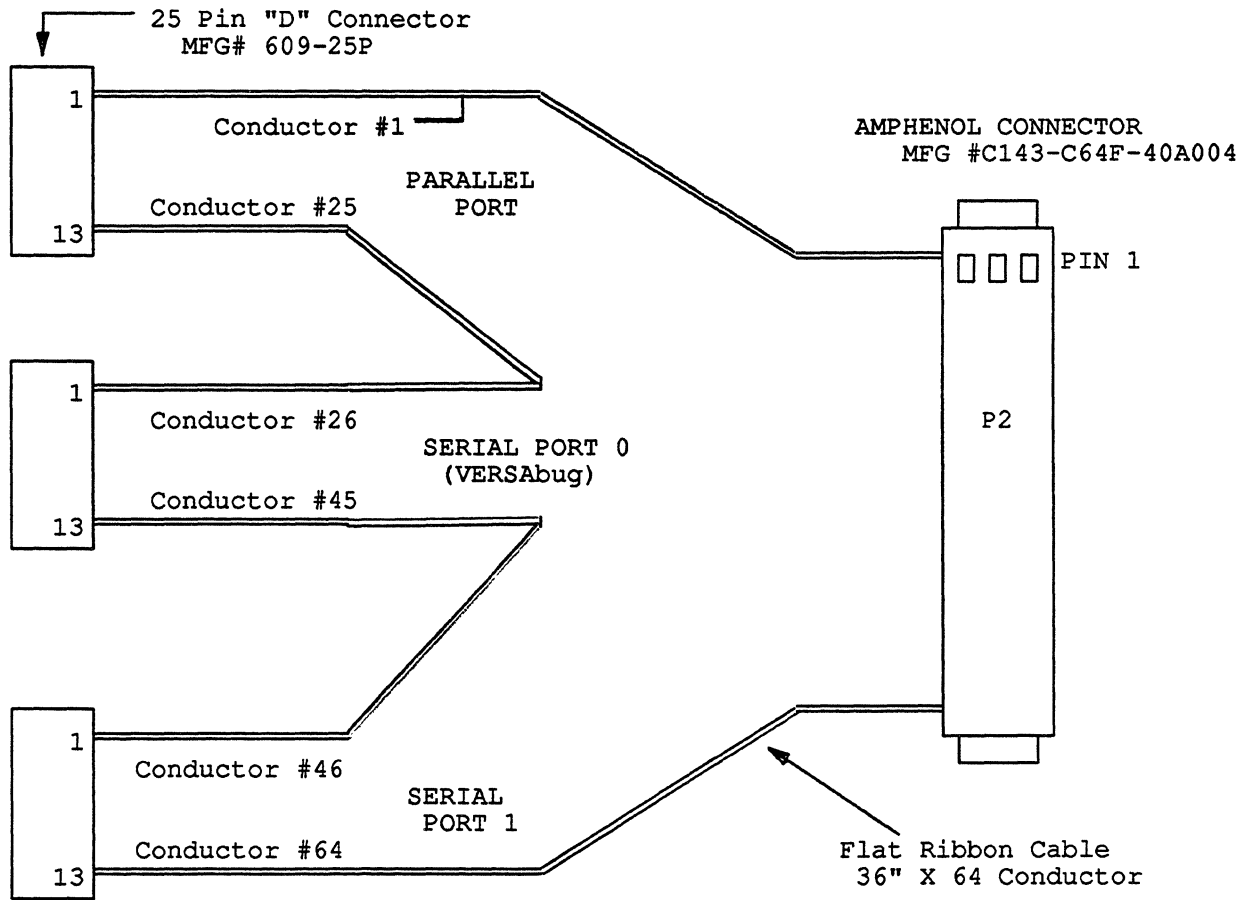 25 Pin "D" Connector
MFG# 609-25P
1
Conductor #1
AMPHENOL CONNECTOR
MFG #C143-C64F-40A004
PARALLEL
PORT
Conductor #25
13
PIN 1
1
Conductor #26
P2
SERIAL PORT 0
(VERSAbug)
Conductor #45
13
1
Conductor #46
SERIAL
PORT 1
Conductor #64
13
Flat Ribbon Cable
36" X 64 Conductor